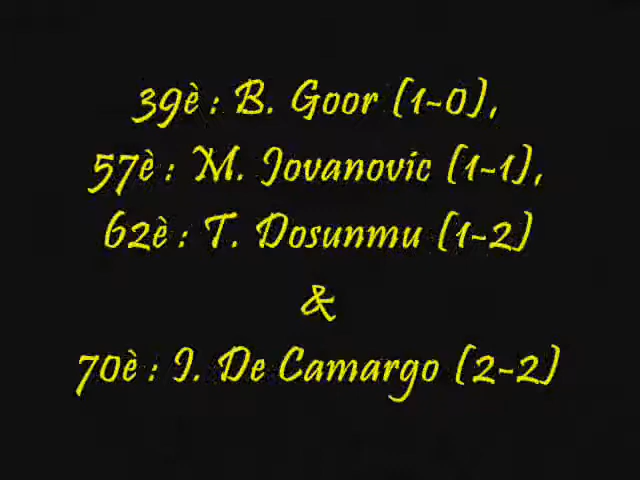 39è : B. Goor (1-0),
57è : M. Jovanovic (1-1),
62è : T. Dosunmu (1-2)
&
70è : I. De Camargo (2-2)